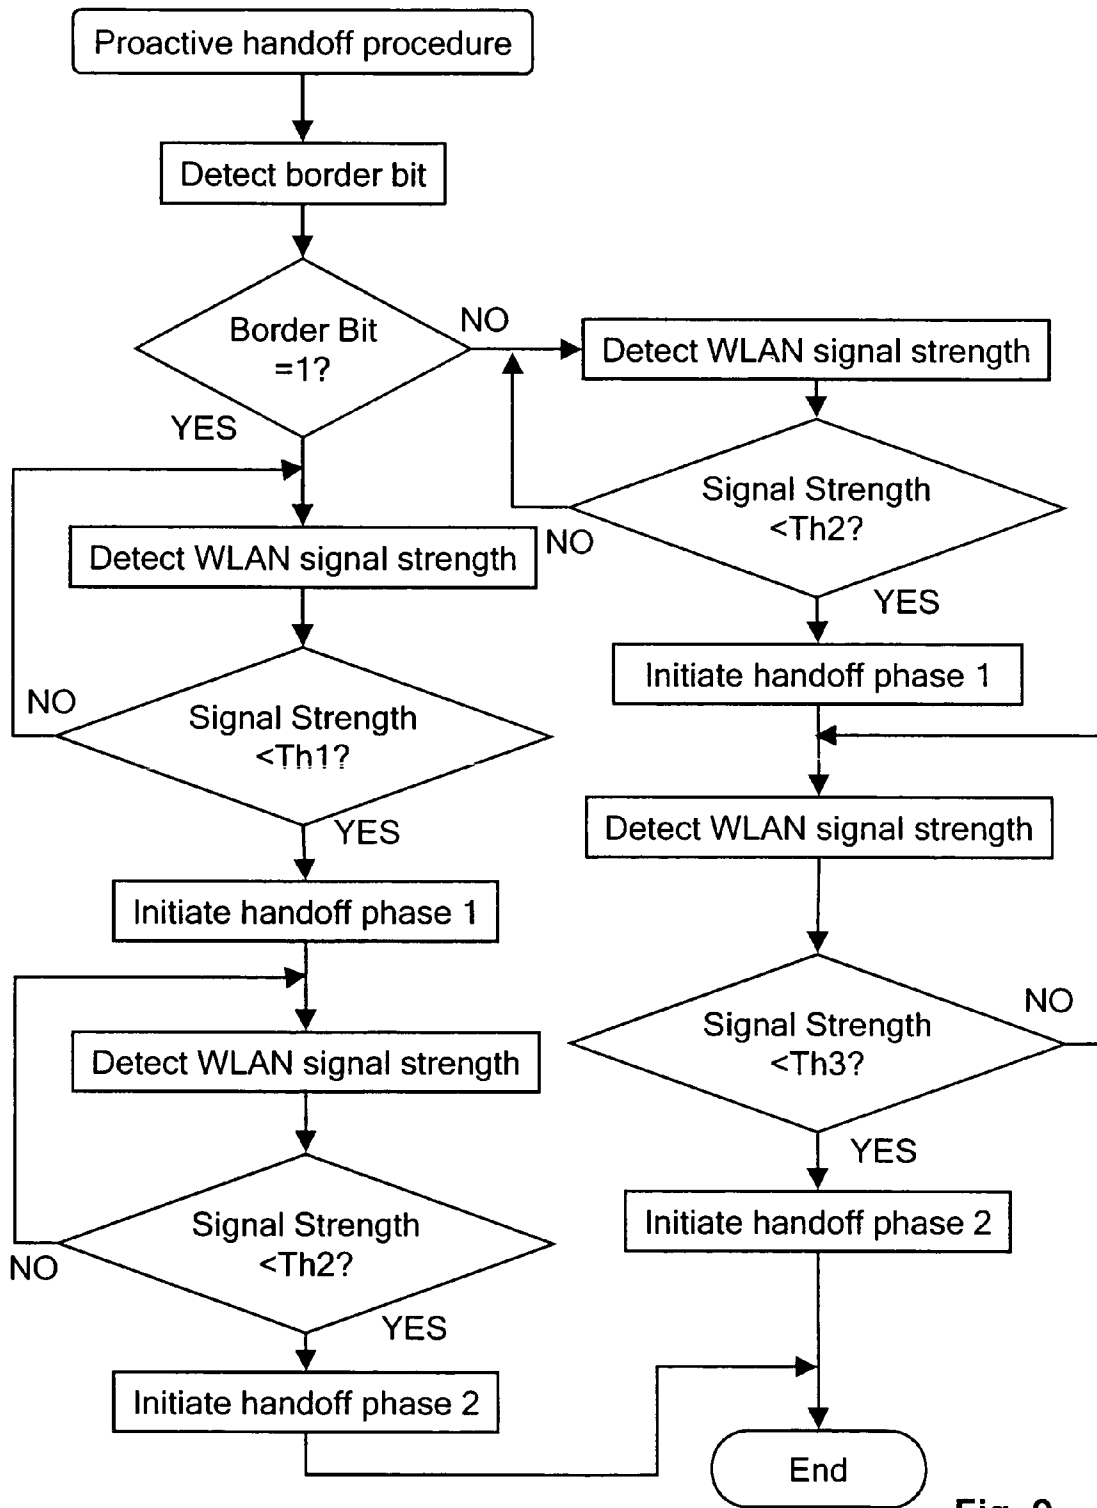 Proactive handoff procedure
Detect border bit
Border Bit
=1?
NO
YES
Detect WLAN signal strength
Signal Strength
<Th1?
NO
YES
Initiate handoff phase 1
Detect WLAN signal strength
Signal Strength
<Th2?
NO
YES
Initiate handoff phase 2
Detect WLAN signal strength
Signal Strength
<Th2?
NO
YES
Initiate handoff phase 1
Detect WLAN signal strength
Signal Strength
<Th3?
NO
YES
Initiate handoff phase 2
End